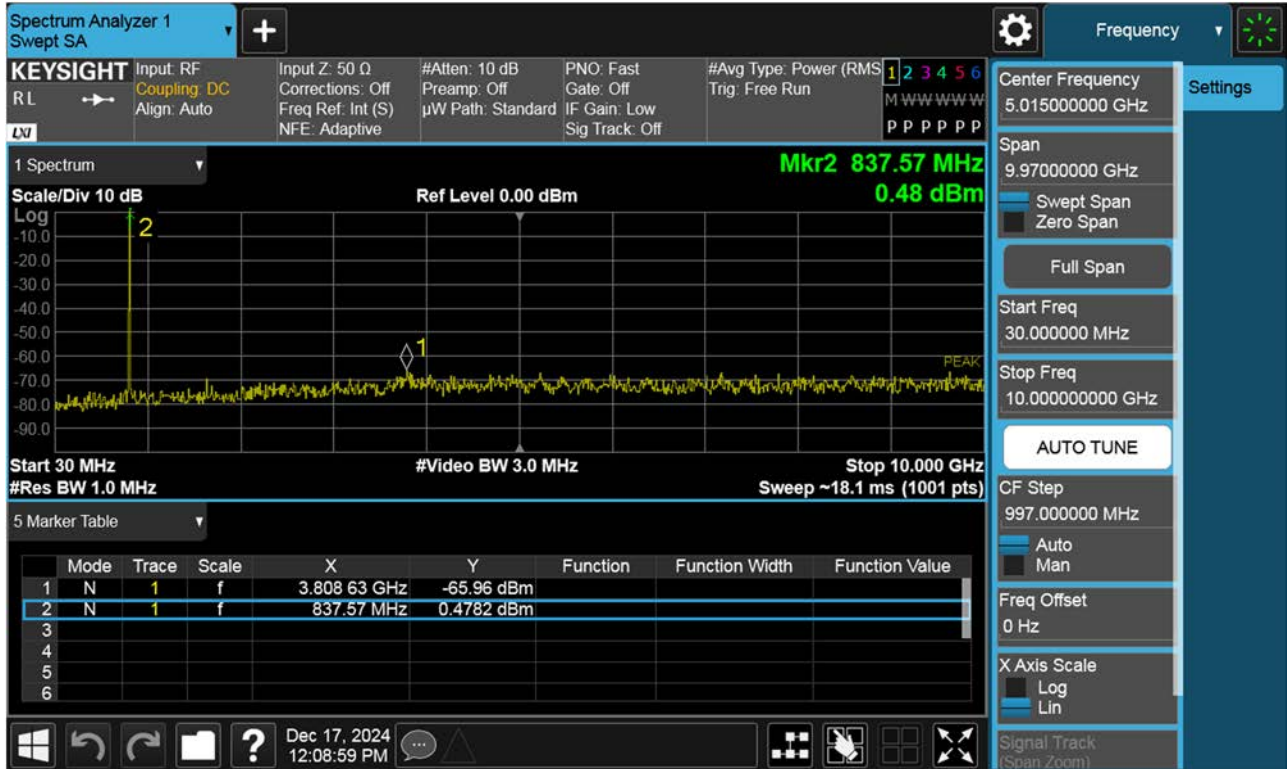 Spectrum Analyzer 1
Swept SA
+
Frequency
KEYSIGHT
RL
LXI
Input: RF
Coupling: DC
Align: Auto
Input Z: 50 Ω
Corrections: Off
Freq Ref: Int (S)
NFE: Adaptive
#Atten: 10 dB
Preamp: Off
µW Path: Standard
PNO: Fast
Gate: Off
IF Gain: Low
Sig Track: Off
#Avg Type: Power (RMS
Trig: Free Run
1 2 3 4 5 6
M W W W W W
P P P P P P
1 Spectrum
Mkr2 837.57 MHz
Scale/Div 10 dB
Ref Level 0.00 dBm
0.48 dBm
Log
-10.0
-20.0
-30.0
-40.0
-50.0
-60.0
-70.0
-80.0
-90.0
2
1
PEAK
Start 30 MHz
#Video BW 3.0 MHz
Stop 10.000 GHz
#Res BW 1.0 MHz
Sweep ~18.1 ms (1001 pts)
5 Marker Table
Mode Trace Scale X Y Function Function Width Function Value
1 N 1 f 3.808 63 GHz -65.96 dBm
2 N 1 f 837.57 MHz 0.4782 dBm
3
4
5
6
?
Dec 17, 2024
12:08:59 PM
Center Frequency
5.015000000 GHz
Settings
Span
9.97000000 GHz
Swept Span
Zero Span
Full Span
Start Freq
30.000000 MHz
Stop Freq
10.000000000 GHz
AUTO TUNE
CF Step
997.000000 MHz
Auto
Man
Freq Offset
0 Hz
X Axis Scale
Log
Lin
Signal Track
(Span Zoom)